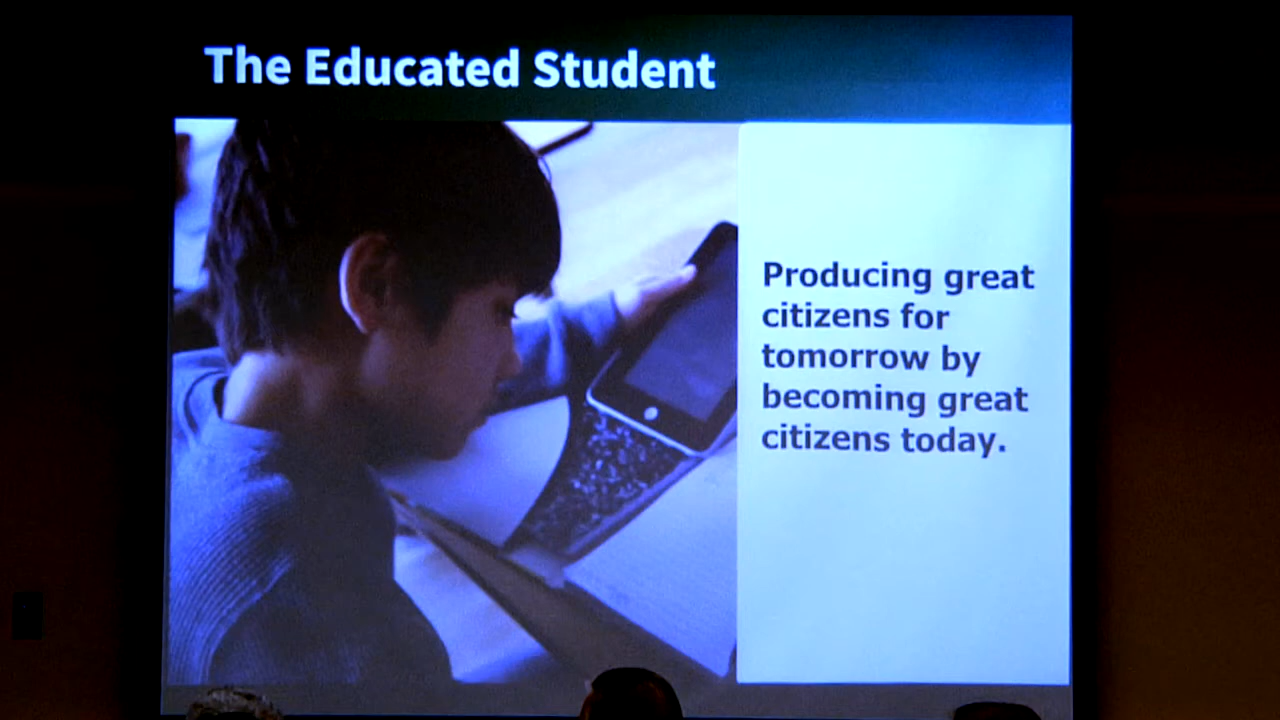 The Educated Student
Producing great
citizens for
tomorrow by
becoming great
citizens today.